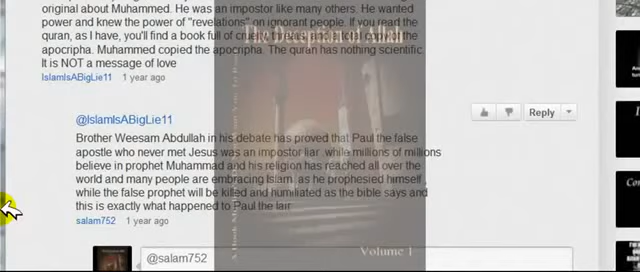 original about Muhammed. He was an impostor like many others. He wanted
power and knew the power of "revelations" on ignorant people. If you read the
quran, as I have, you'll find a book full of
apocripha. Muhammed copied the apocripha. The quran has nothing scientific.
It is NOT a message of love
IslamIsABigLie11 1 year ago
@IslamIsABigLie11
Reply
Brother Weesam Abdullah in his debate has proved that Paul the false
apostle who never met Jesus was an impostor liar ,while millions of millions
believe in prophet Muhammad and his religion has reached all over the
world and many people are embracing Islam as he prophesied himself ,
while the false prophet will be killed and humiliated as the bible says and
this is exactly what happened to Paul the lair
salam752 1 year ago
@salam752
Volume 1